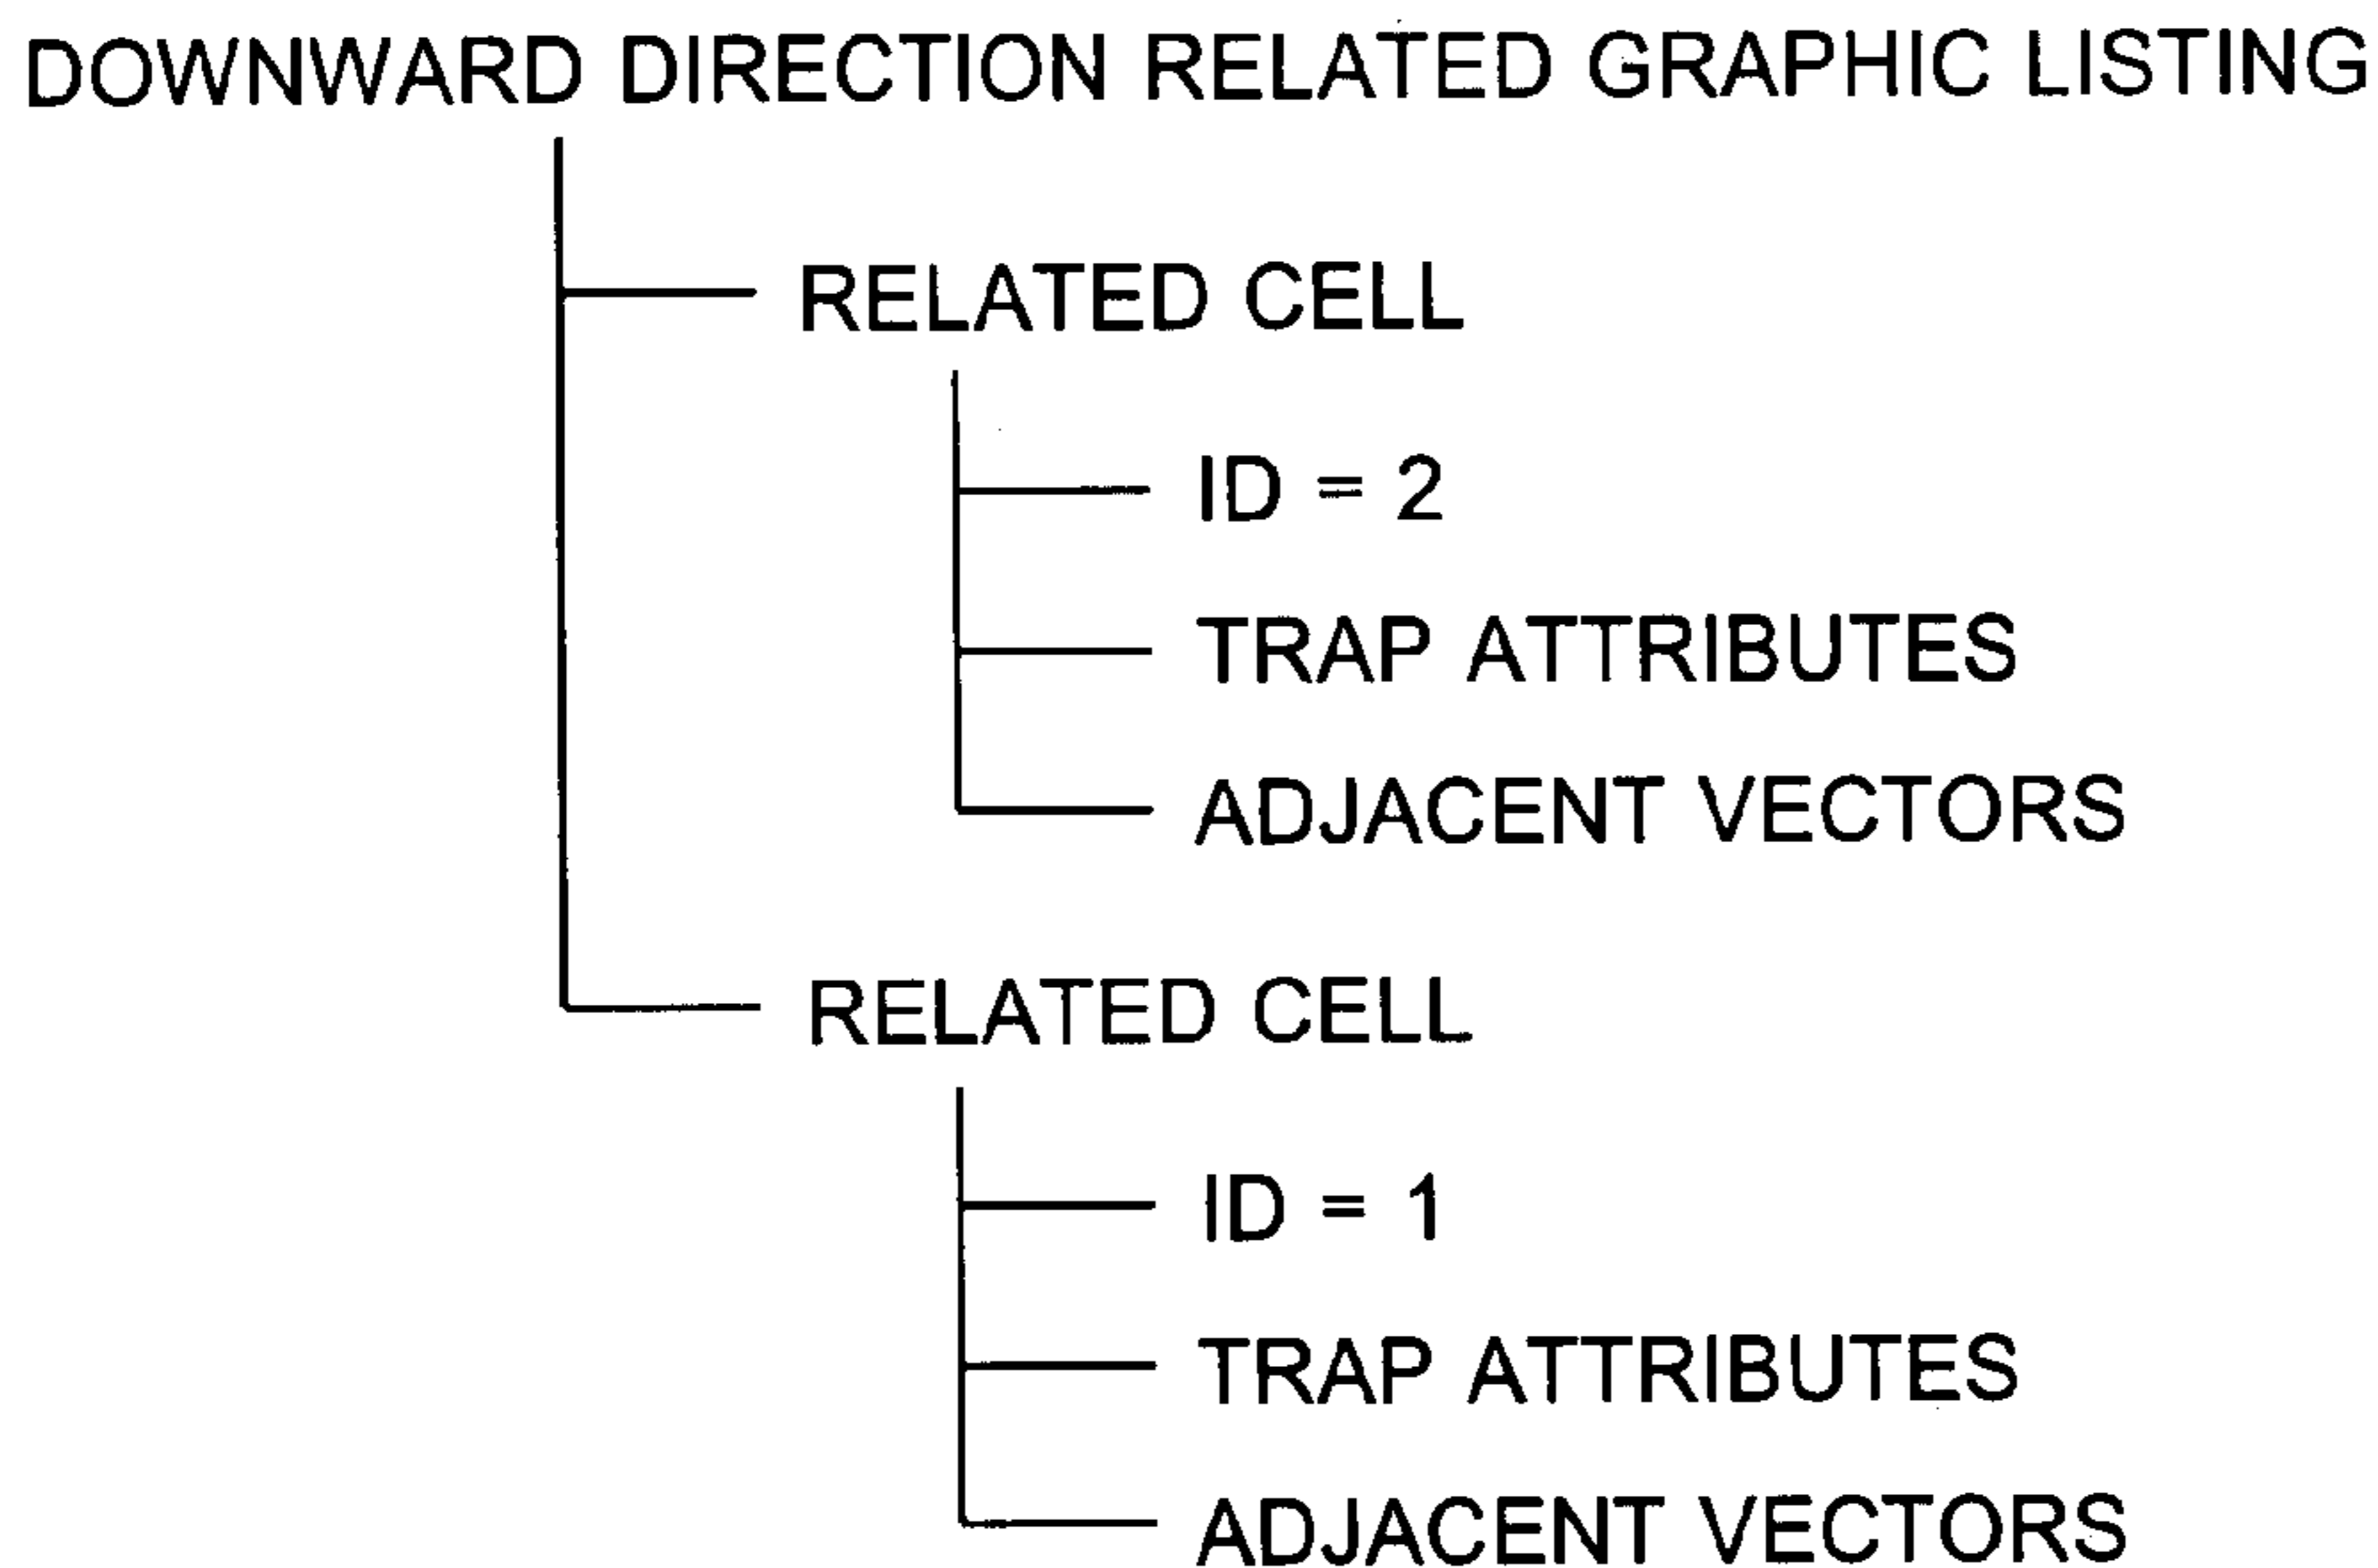 DOWNWARD DIRECTION RELATED GRAPHIC LISTING
RELATED CELL
ID = 2
TRAP ATTRIBUTES
ADJACENT VECTORS
RELATED CELL
ID = 1
TRAP ATTRIBUTES
ADJACENT VECTORS